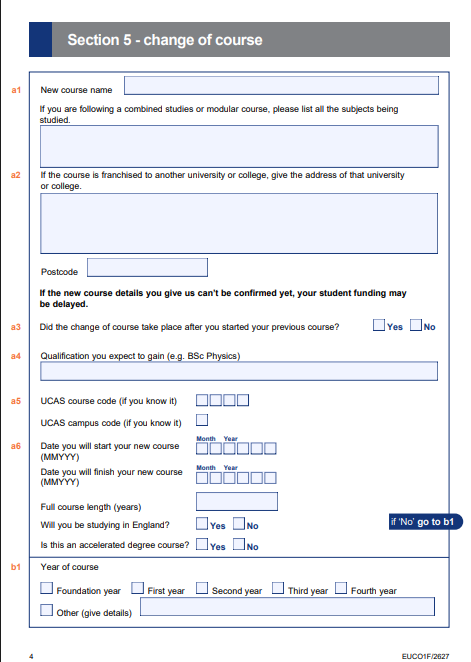 Section 5 - change of course
a1 New course name
If you are following a combined studies or modular course, please list all the subjects being
studied.
a2 If the course is franchised to another university or college, give the address of that university
or college.
Postcode
If the new course details you give us can't be confirmed yet, your student funding may
be delayed.
a3 Did the change of course take place after you started your previous course? Yes No
a4 Qualification you expect to gain (e.g. BSc Physics)
a5 UCAS course code (if you know it)
UCAS campus code (if you know it)
Month Year
a6 Date you will start your new course
(MMYYY)
Month Year
Date you will finish your new course
(MMYYY)
Full course length (years)
Will you be studying in England? Yes No if 'No' go to b1
Is this an accelerated degree course? Yes No
b1 Year of course
Foundation year First year Second year Third year Fourth year
Other (give details)
4 EUCO1F/2627